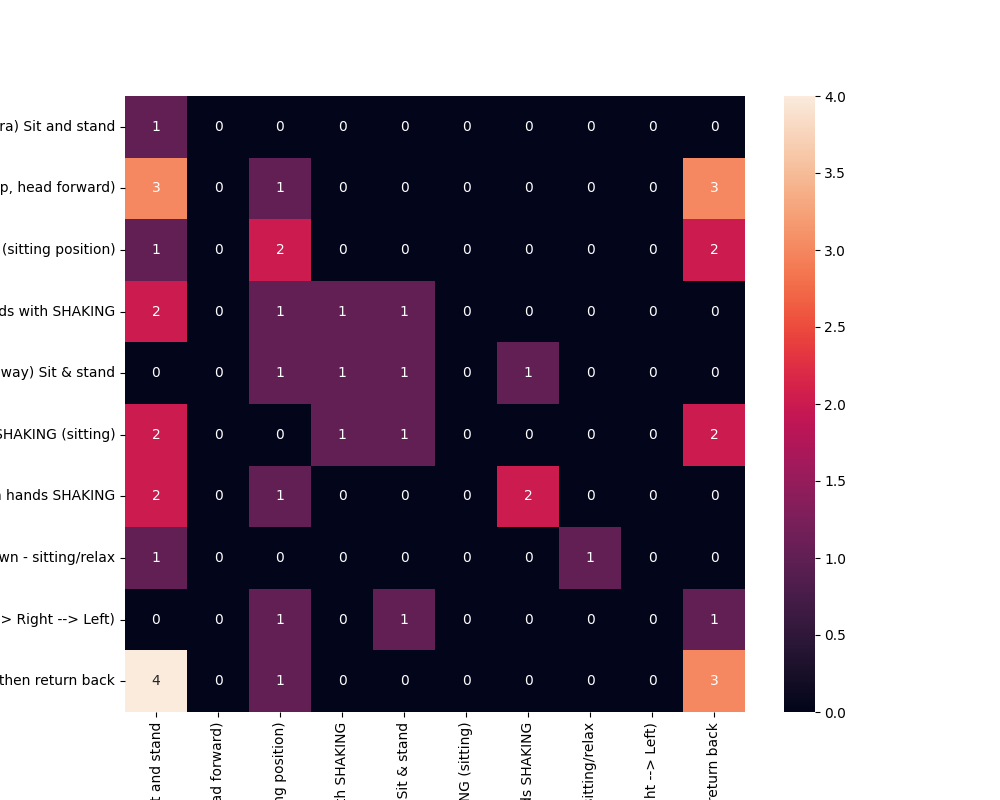 4.0
ra) Sit and stand 1 0 0 0 0 0 0 0 0 0
3.5
p, head forward) 3 0 1 0 0 0 0 0 0 3
3.0
(sitting position) 1 0 2 0 0 0 0 0 0 2
2.5
ds with SHAKING 2 0 1 1 1 0 0 0 0 0
way) Sit & stand 0 0 1 1 1 0 1 0 0 0
2.0
SHAKING (sitting) 2 0 0 1 1 0 0 0 0 2
1.5
hands SHAKING 2 0 1 0 0 0 2 0 0 0
1.0
wn - sitting/relax 1 0 0 0 0 0 0 1 0 0
0.5
> Right --> Left) 0 0 1 0 1 0 0 0 0 1
then return back 4 0 1 0 0 0 0 0 0 3
0.0
t and stand
ad forward)
ng position)
th SHAKING
Sit & stand
NG (sitting)
ds SHAKING
sitting/relax
ht --> Left)
return back